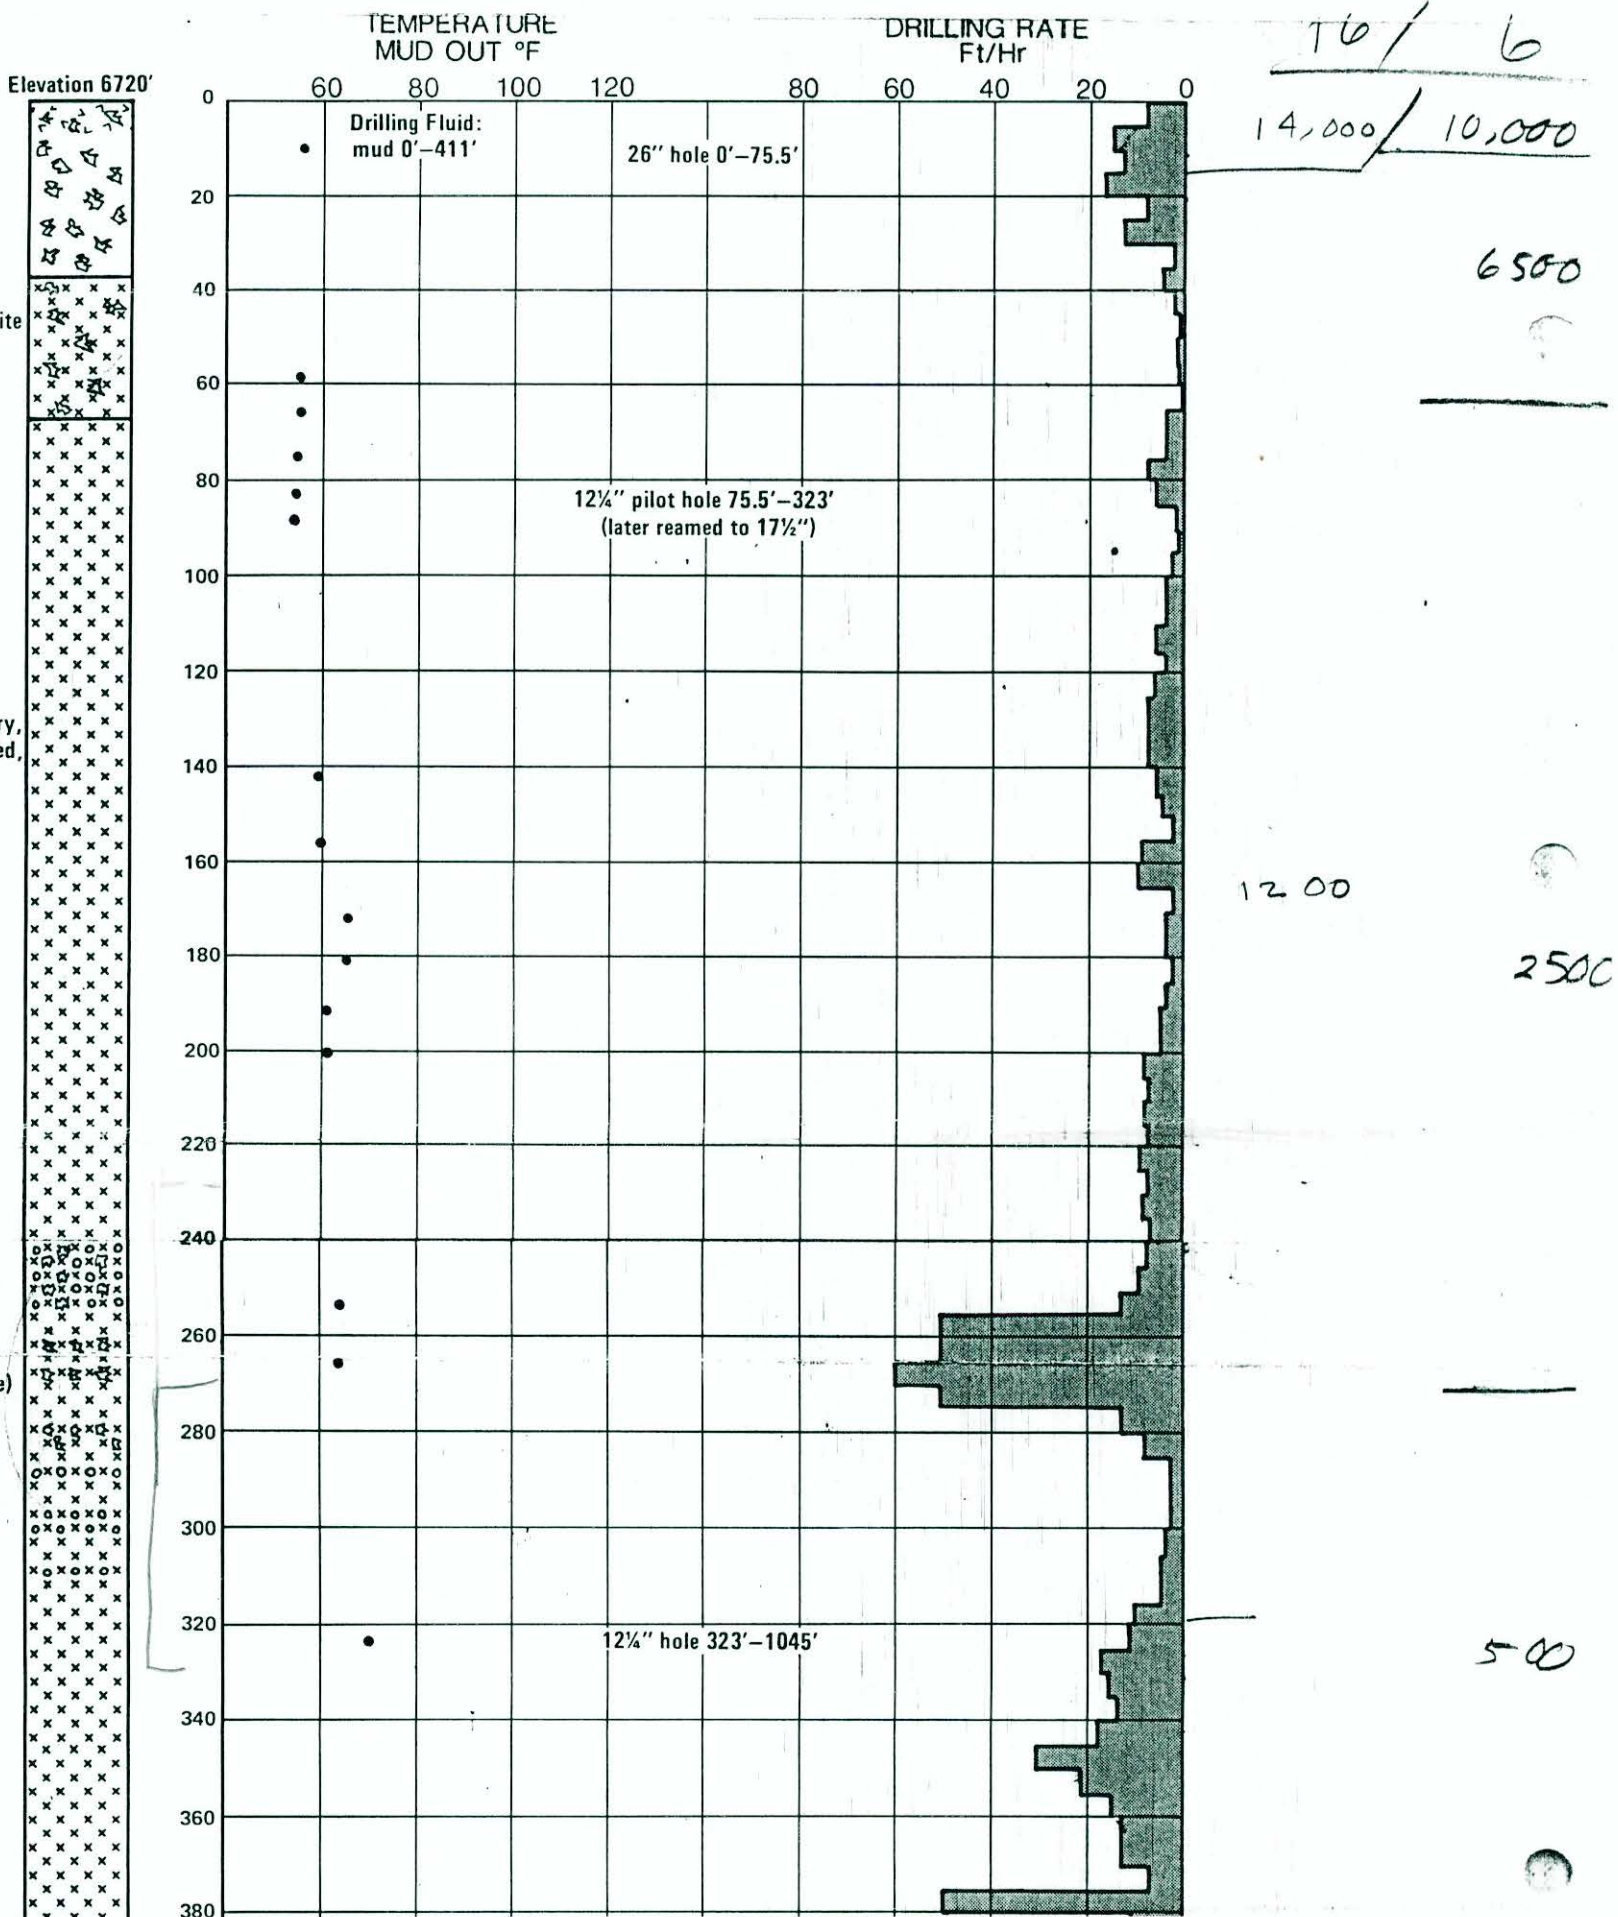 TEMPERATURE
MUD OUT °F
DRILLING RATE
Ft/Hr
16 / 6
Elevation 6720'
0 60 80 100 120 80 60 40 20 0
Drilling Fluid:
mud 0'–411'
26" hole 0'–75.5'
14,000 / 10,000
20
6500
40
ite
60
80
12¼" pilot hole 75.5'–323'
(later reamed to 17½")
100
120
ry,
ed,
140
160
1200
180
2500
200
220
240
260
e)
280
300
320
12¼" hole 323'–1045'
500
340
360
380